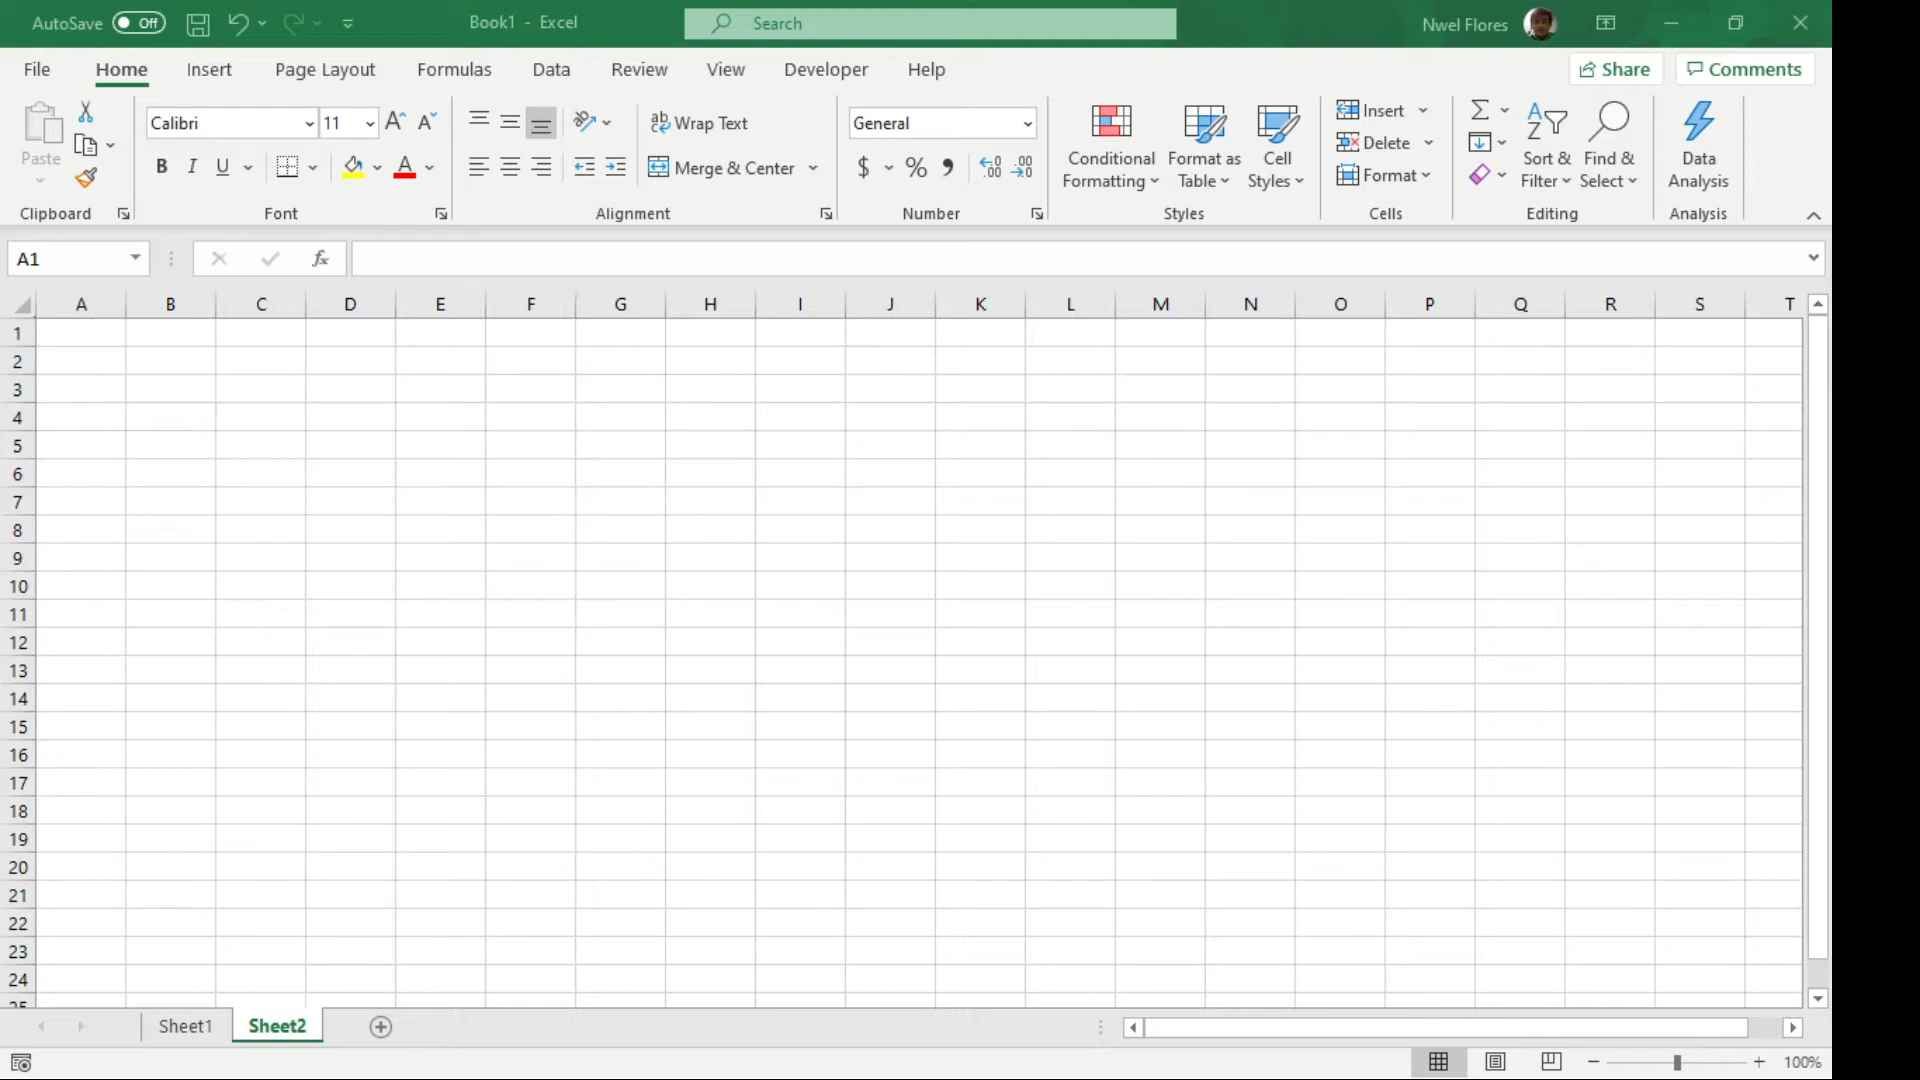 AutoSave Off Book1 - Excel Search Nwel Flores
File Home Insert Page Layout Formulas Data Review View Developer Help Share Comments
Paste
Clipboard
Calibri 11
B I U A
Font
ab Wrap Text
Merge & Center
Alignment
General
$ % ,
Number
Conditional Formatting
Format as Table
Cell Styles
Styles
Insert
Delete
Format
Cells
Sort & Filter
Find & Select
Editing
Data Analysis
Analysis
A1 fx
A B C D E F G H I J K L M N O P Q R S T
1
2
3
4
5
6
7
8
9
10
11
12
13
14
15
16
17
18
19
20
21
22
23
24
25
Sheet1 Sheet2
100%